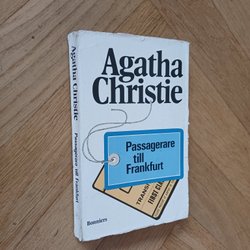 Agatha
Christie
Passagerare
till
Frankfurt
Bonniers
Agatha Christie
Passagerare till Frankfurt